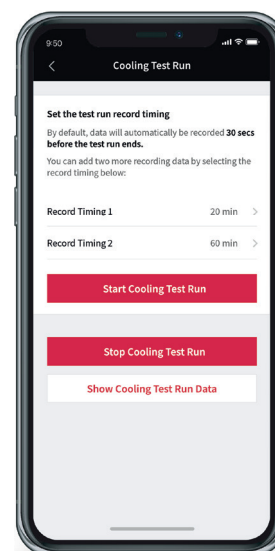 9:50
Cooling Test Run
Set the test run record timing
By default, data will automatically be recorded 30 secs
before the test run ends.
You can add two more recording data by selecting the
record timing below:
Record Timing 1 20 min
Record Timing 2 60 min
Start Cooling Test Run
Stop Cooling Test Run
Show Cooling Test Run Data